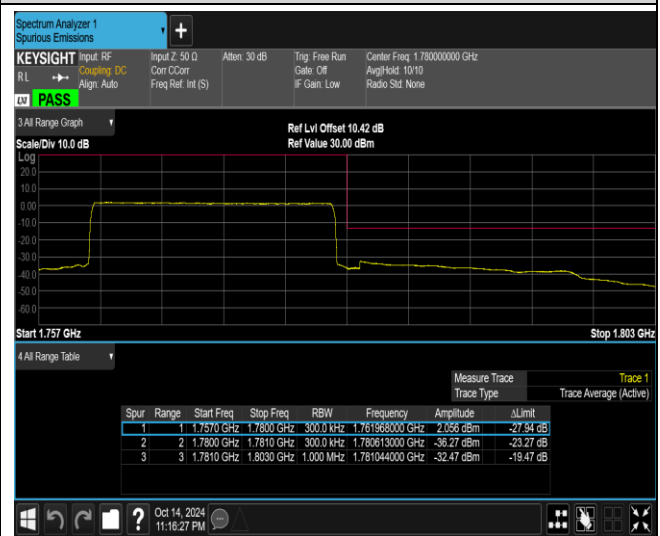 Spectrum Analyzer 1
Spurious Emissions
KEYSIGHT Input: RF Input Z: 50 Ω Atten: 30 dB Trig: Free Run Center Freq: 1.780000000 GHz
RL Coupling: DC Corr CCorr Gate: Off Avg|Hold: 10/10
Align: Auto Freq Ref: Int (S) IF Gain: Low Radio Std: None
LXI PASS
3 All Range Graph
Ref Lvl Offset 10.42 dB
Scale/Div 10.0 dB Ref Value 30.00 dBm
Log
20.0
10.0
0.00
-10.0
-20.0
-30.0
-40.0
-50.0
-60.0
Start 1.757 GHz Stop 1.803 GHz
4 All Range Table
Measure Trace Trace 1
Trace Type Trace Average (Active)
Spur Range Start Freq Stop Freq RBW Frequency Amplitude ΔLimit
1 1 1.7570 GHz 1.7800 GHz 300.0 kHz 1.761968000 GHz 2.056 dBm -27.94 dB
2 2 1.7800 GHz 1.7810 GHz 300.0 kHz 1.780613000 GHz -36.27 dBm -23.27 dB
3 3 1.7810 GHz 1.8030 GHz 1.000 MHz 1.781044000 GHz -32.47 dBm -19.47 dB
Oct 14, 2024
11:16:27 PM